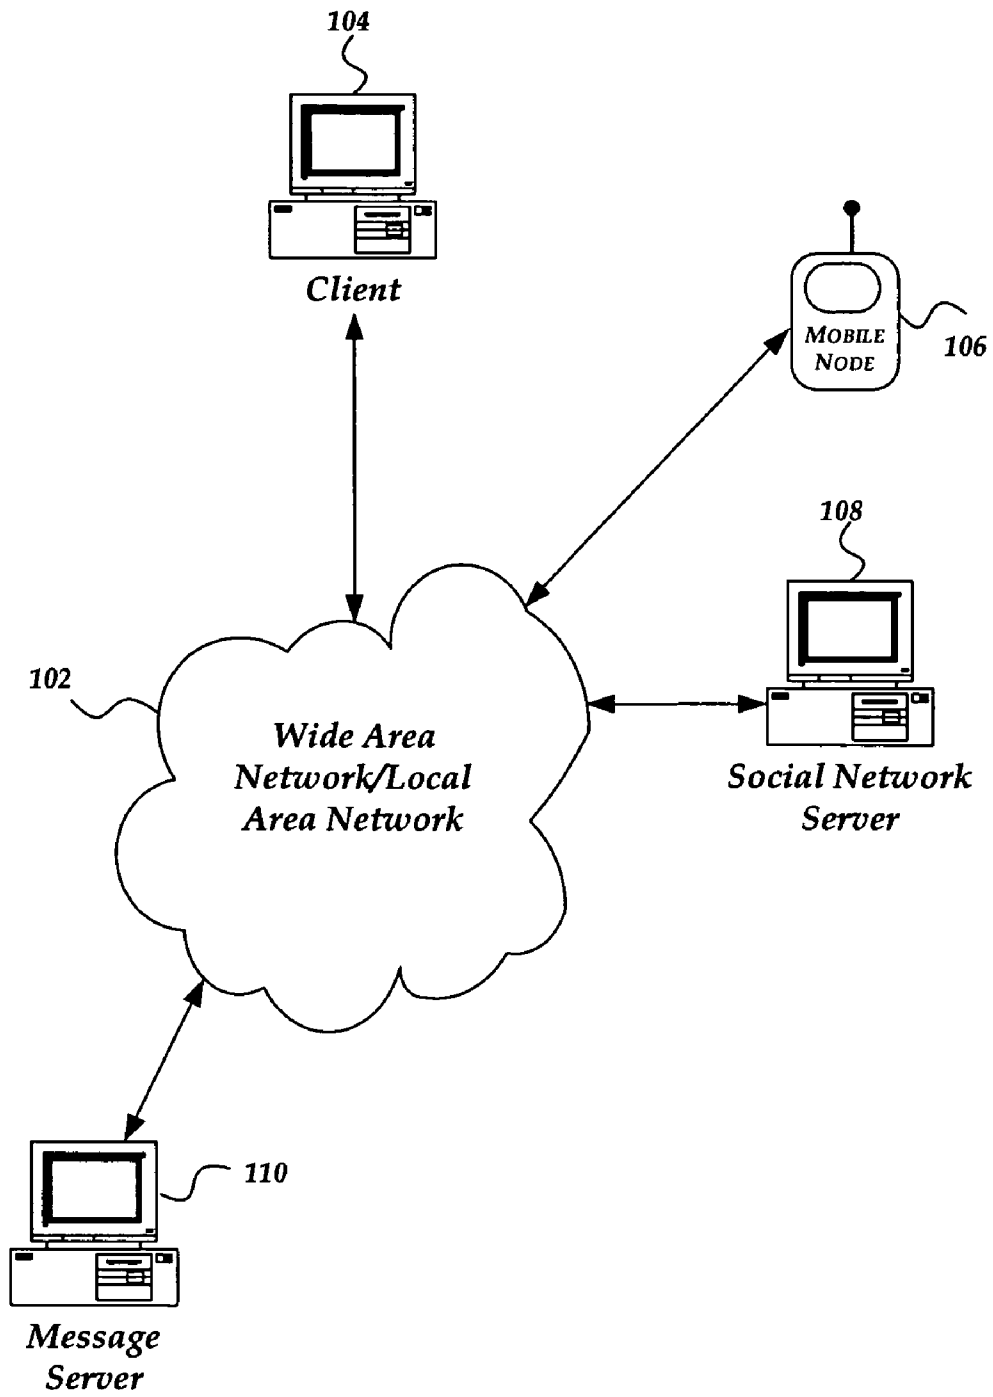 104
Client
MOBILE
NODE
106
108
102
Wide Area
Network/Local
Area Network
Social Network
Server
110
Message
Server